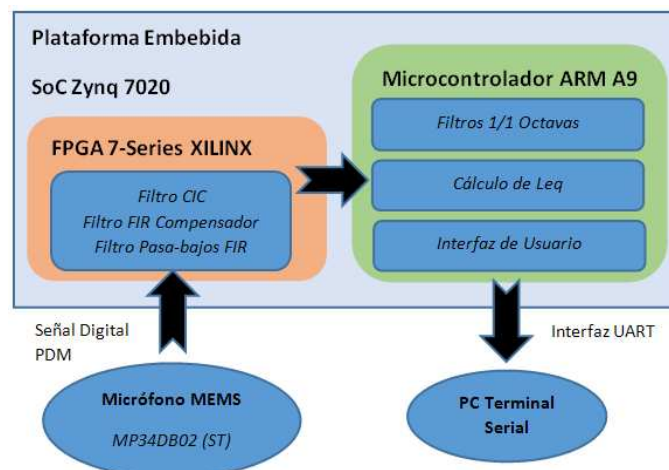 Plataforma Embebida
SoC Zynq 7020
FPGA 7-Series XILINX
Filtro CIC
Filtro FIR Compensador
Filtro Pasa-bajos FIR
Microcontrolador ARM A9
Filtros 1/1 Octavas
Cálculo de Leq
Interfaz de Usuario
Señal Digital
PDM
Interfaz UART
Micrófono MEMS
MP34DB02 (ST)
PC Terminal
Serial